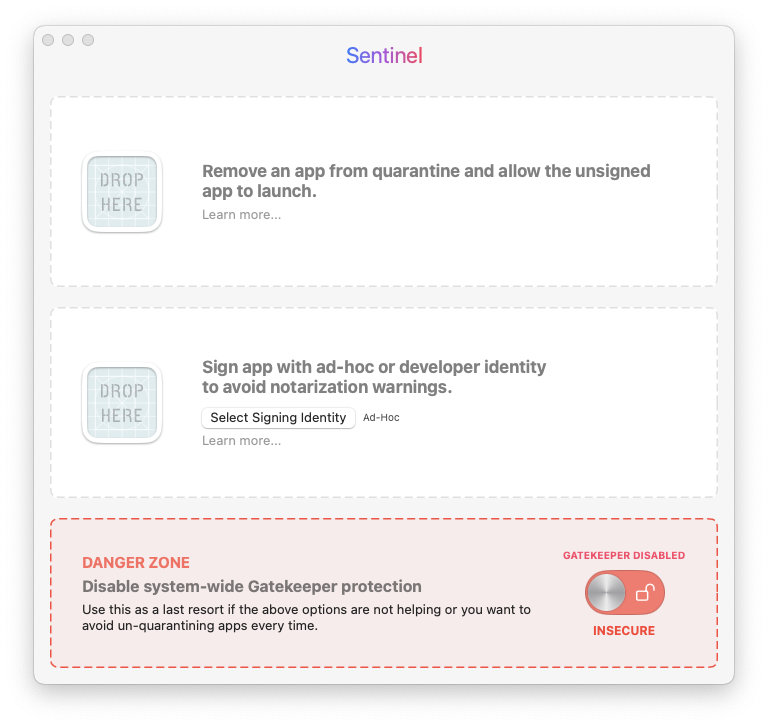 Sentinel
DROP
HERE
Remove an app from quarantine and allow the unsigned
app to launch.
Learn more...
DROP
HERE
Sign app with ad-hoc or developer identity
to avoid notarization warnings.
Select Signing Identity Ad-Hoc
Learn more...
DANGER ZONE
Disable system-wide Gatekeeper protection
Use this as a last resort if the above options are not helping or you want to
avoid un-quarantining apps every time.
GATEKEEPER DISABLED
INSECURE